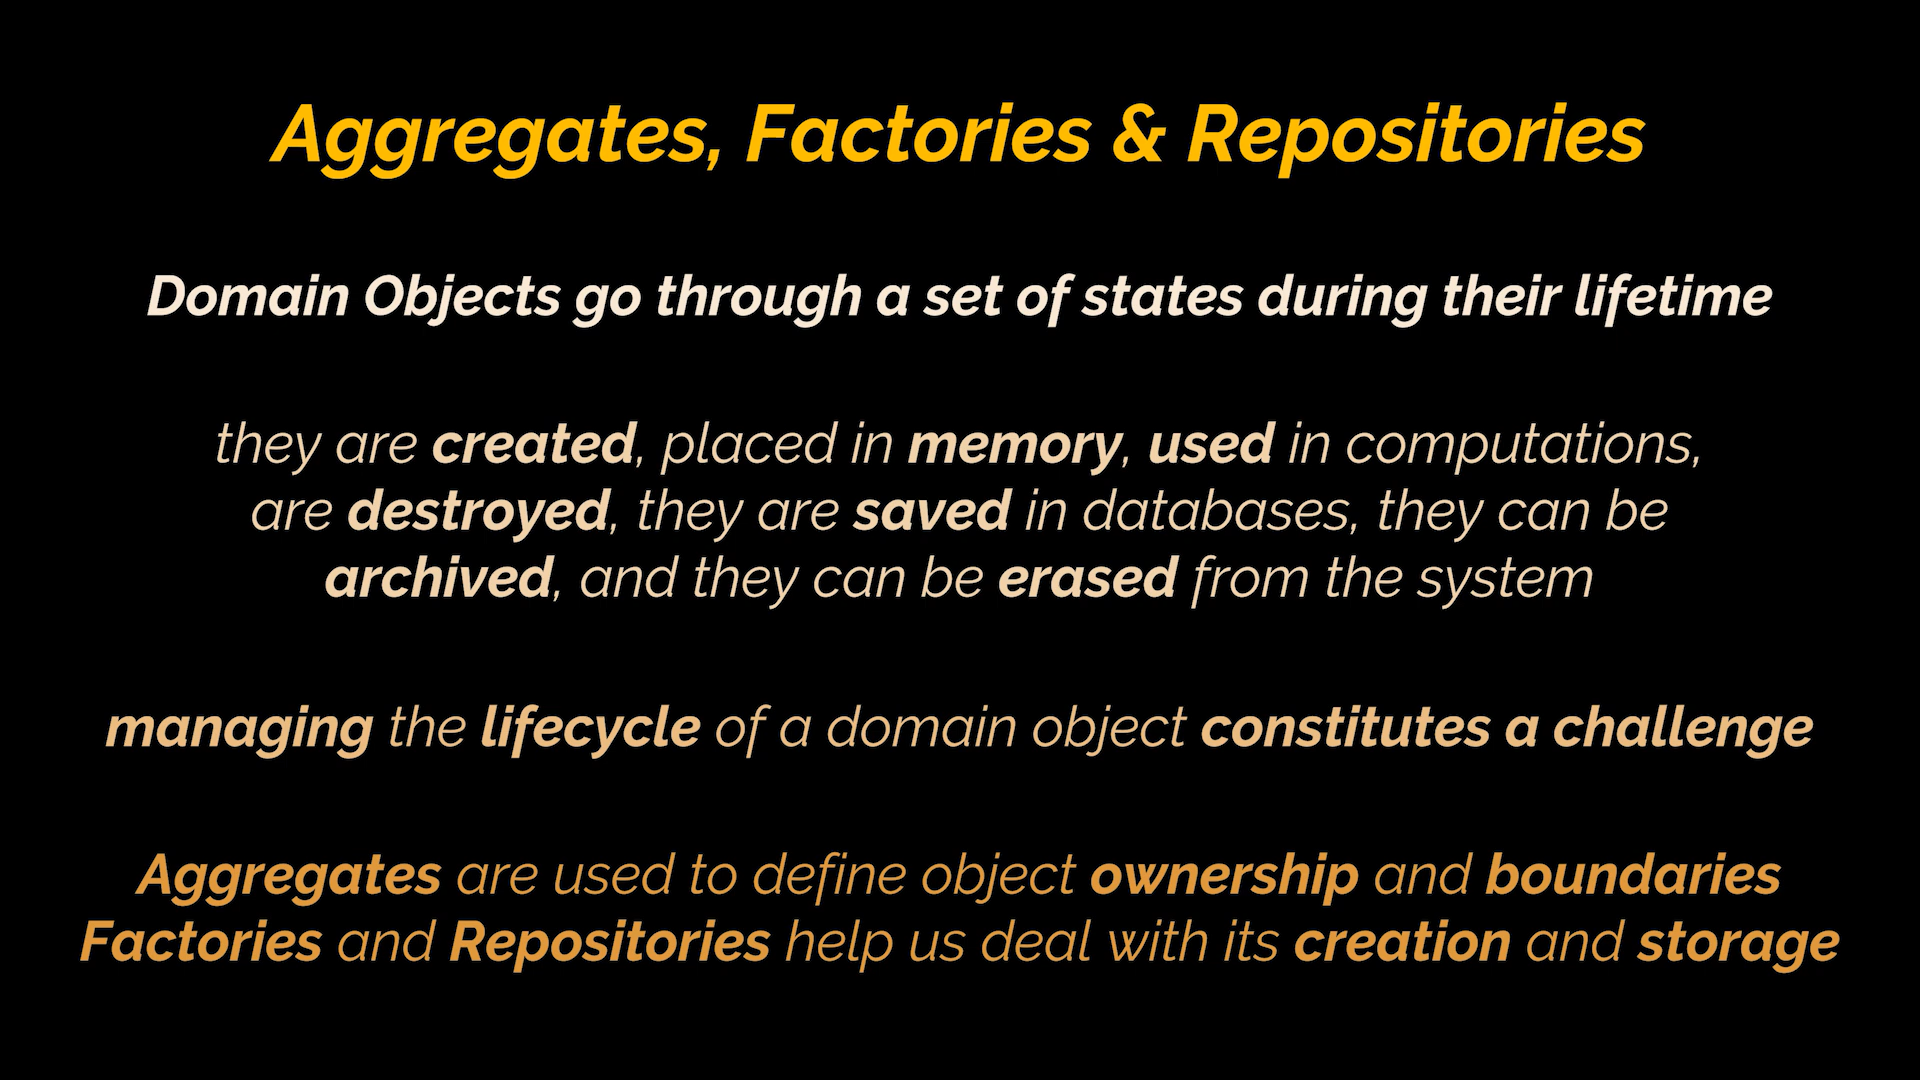 Aggregates, Factories & Repositories
Domain Objects go through a set of states during their lifetime
they are created, placed in memory, used in computations,
are destroyed, they are saved in databases, they can be
archived, and they can be erased from the system
managing the lifecycle of a domain object constitutes a challenge
Aggregates are used to define object ownership and boundaries
Factories and Repositories help us deal with its creation and storage